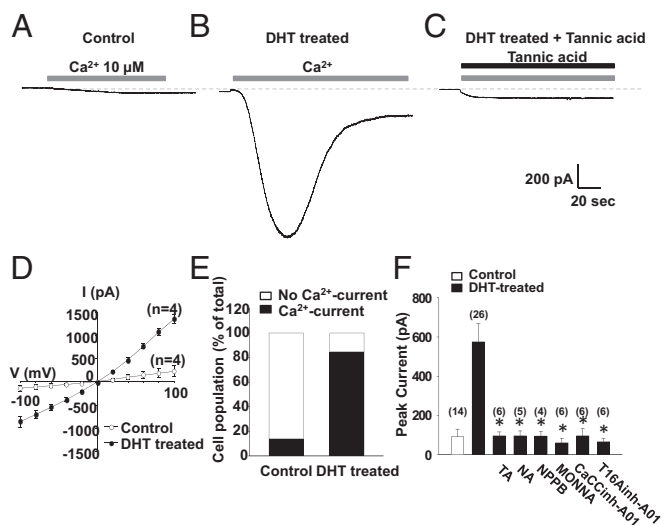 A
Control
Ca²⁺ 10 µM
B
DHT treated
Ca²⁺
C
DHT treated + Tannic acid
Tannic acid
200 pA
20 sec
D
I (pA)
(n=4)
1500
1000
500
0
-500
-1000
-1500
V (mV)
-100
100
(n=4)
Control
DHT treated
E
No Ca²⁺-current
Ca²⁺-current
Cell population (% of total)
120
100
80
60
40
20
0
Control DHT treated
F
Control
DHT-treated
Peak Current (pA)
800
600
400
200
0
(14)
(26)
(6)
(5)
(4)
(6)
(6)
(6)
* * * * * *
TA
NA
NPPB
MONNA
CaCCinh-A01
T16Ainh-A01